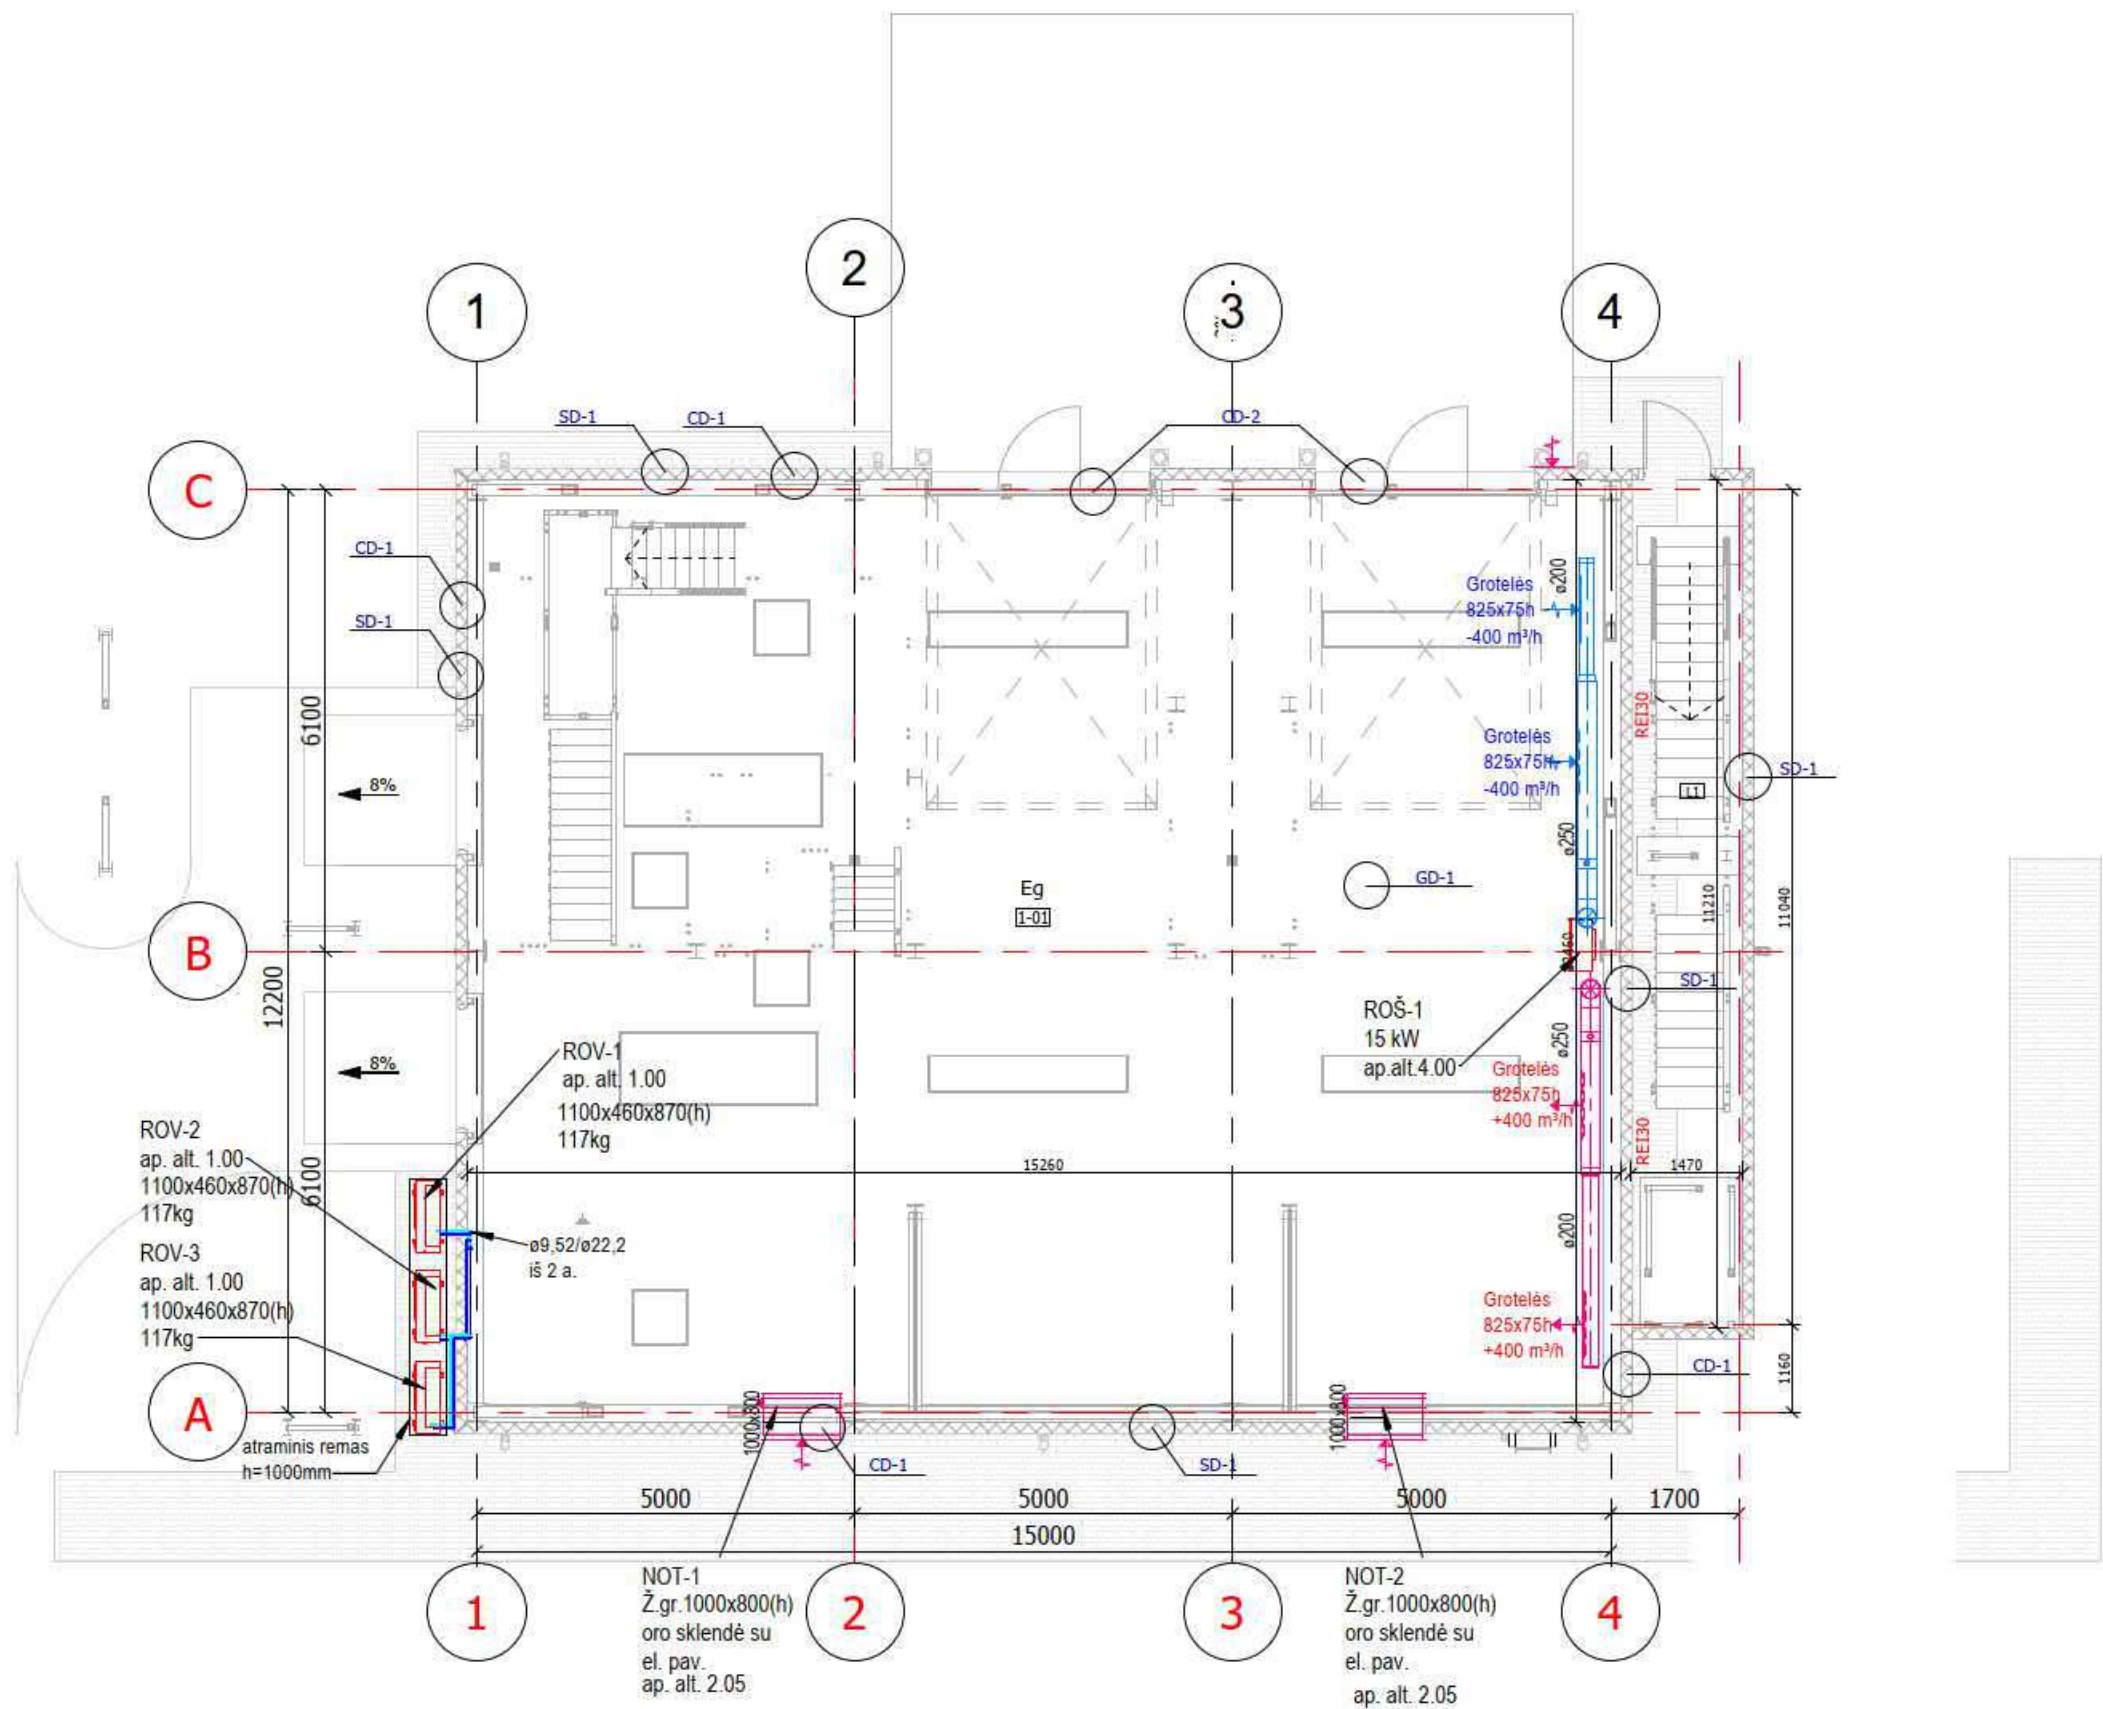 2
1
3
4
SD-1
CD-1
CD-2
C
CD-1
SD-1
6100
12200
8%
8%
B
6100
A
Grotelės
825x75h
-400 m³/h
ø200
Grotelės
825x75h
-400 m³/h
ø250
REI30
L1
SD-1
11210
11040
GD-1
Eg
1-01
SD-1
ROŠ-1
15 kW
ap.alt.4.00
ø250
Grotelės
825x75h
+400 m³/h
REI30
ROV-1
ap. alt. 1.00
1100x460x870(h)
117kg
ROV-2
ap. alt. 1.00
1100x460x870(h)
117kg
ROV-3
ap. alt. 1.00
1100x460x870(h)
117kg
15260
1470
ø9,52/ø22,2
iš 2 a.
ø200
Grotelės
825x75h
+400 m³/h
CD-1
1160
atraminis remas
h=1000mm
1000x800
1000x800
CD-1
SD-1
5000
5000
5000
1700
15000
1
2
3
4
NOT-1
Ž.gr.1000x800(h)
oro sklendė su
el. pav.
ap. alt. 2.05
NOT-2
Ž.gr.1000x800(h)
oro sklendė su
el. pav.
ap. alt. 2.05